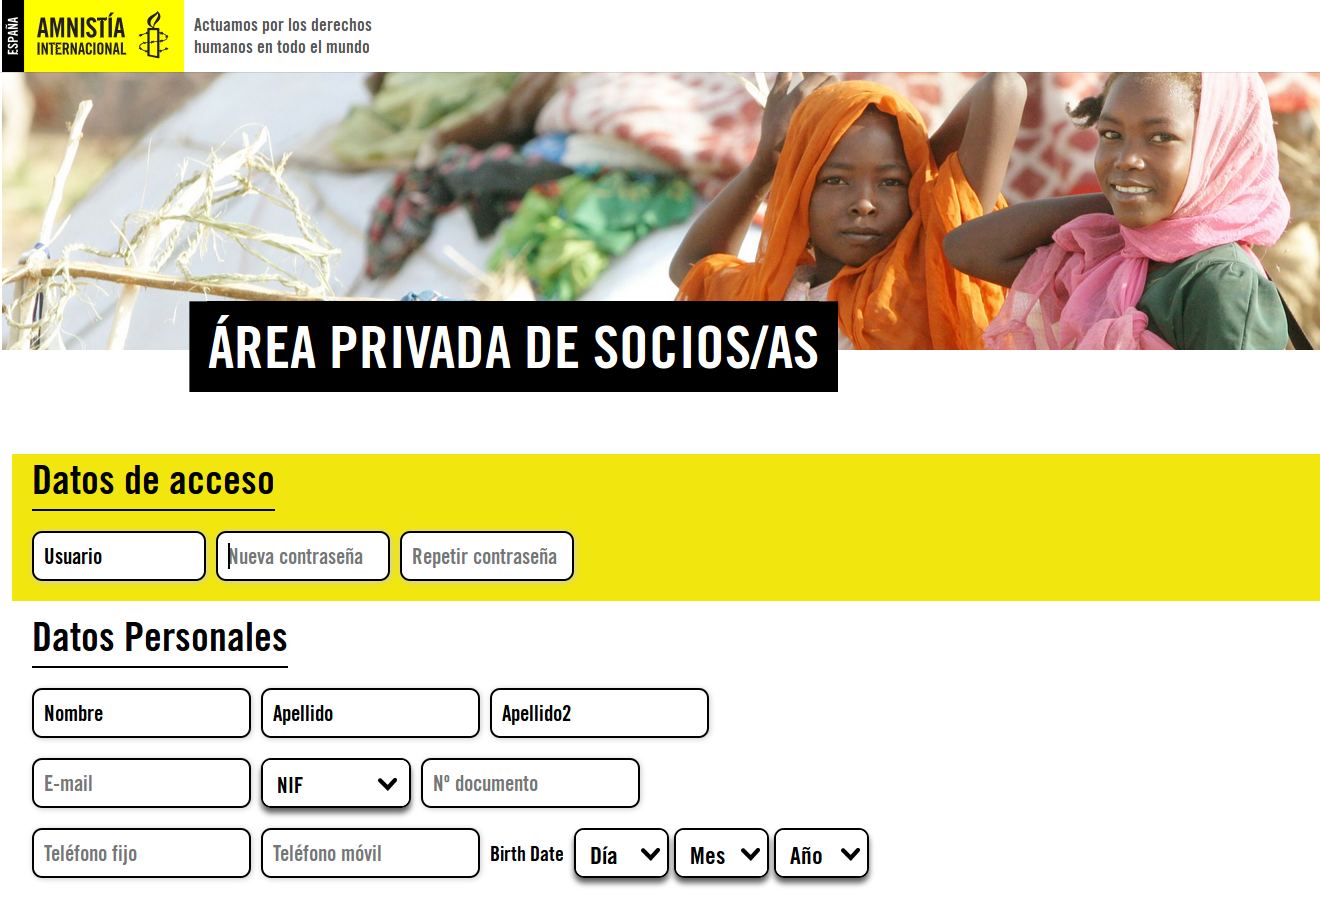 ESPAÑA
AMNISTÍA
INTERNACIONAL
Actuamos por los derechos
humanos en todo el mundo
ÁREA PRIVADA DE SOCIOS/AS
Datos de acceso
Usuario Nueva contraseña Repetir contraseña
Datos Personales
Nombre Apellido Apellido2
E-mail NIF Nº documento
Teléfono fijo Teléfono móvil Birth Date Día Mes Año